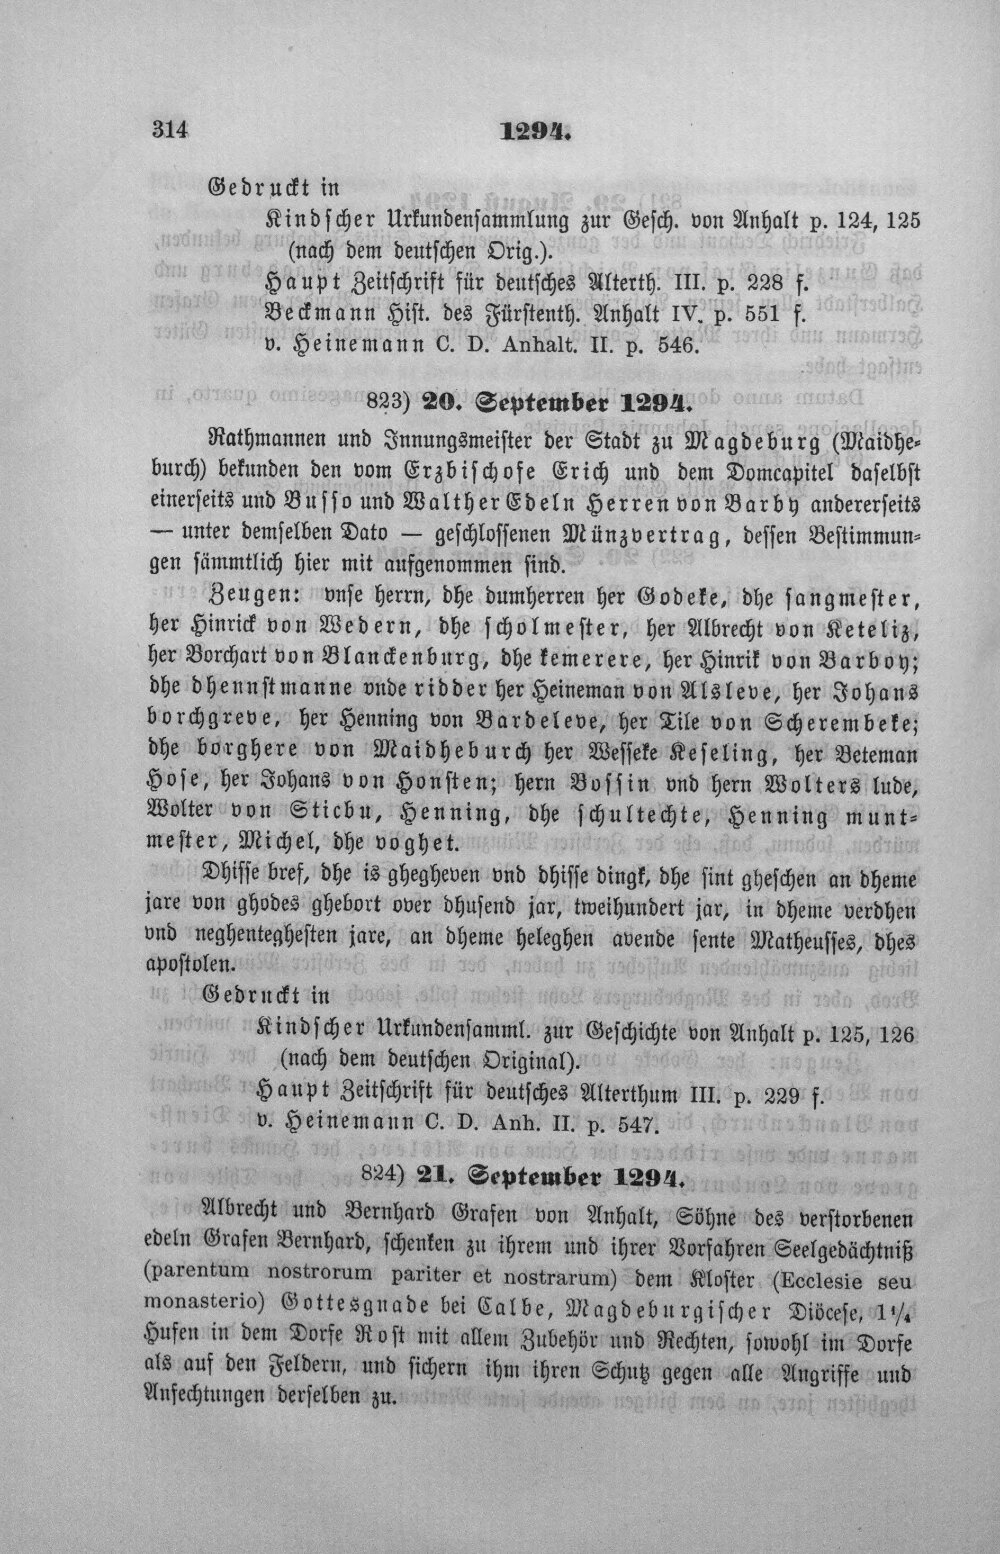 314
1294.
Gedruckt in
Kindscher Urkundensammlung zur Gesch. von Anhalt p. 124, 125
(nach dem deutschen Orig.).
Haupt Zeitschrift für deutsches Alterth. III. p. 228 f.
Beckmann Hist. des Fürstenth. Anhalt IV. p. 551 f.
v. Heinemann C. D. Anhalt. II. p. 546.
823) 20. September 1294.
Rathmannen und Innungsmeister der Stadt zu Magdeburg (Maidhe-
burch) bekunden den vom Erzbischofe Erich und dem Domcapitel daselbst
einerseits und Busso und Walther Edeln Herren von Barby andererseits
— unter demselben Dato — geschlossenen Münzvertrag, dessen Bestimmun-
gen sämmtlich hier mit aufgenommen sind.
Zeugen: vnse herrn, dhe dumherren her Godeke, dhe sangmester,
her Hinrick von Wedern, dhe scholmester, her Albrecht von Keteliz,
her Borchart von Blanckenburg, dhe kemerere, her Hinrik von Barboy;
dhe dhennstmanne vnde ridder her Heineman von Alsleve, her Johans
borchgreve, her Henning von Bardeleve, her Tile von Scherembeke;
dhe borghere von Maidheburch her Wesseke Keseling, her Beteman
Hose, her Johans von Honsten; hern Bossin vnd hern Wolters lude,
Wolter von Sticbu, Henning, dhe schultechte, Henning munt-
mester, Michel, dhe voghet.
Dhisse bref, dhe is ghegheven vnd dhisse dingk, dhe sint gheschen an dheme
jare von ghodes ghebort over dhusend jar, tweihundert jar, in dheme verdhen
vnd neghenteghesten jare, an dheme heleghen avende sente Matheusses, dhes
apostolen.
Gedruckt in
Kindscher Urkundensamml. zur Geschichte von Anhalt p. 125, 126
(nach dem deutschen Original).
Haupt Zeitschrift für deutsches Alterthum III. p. 229 f.
v. Heinemann C. D. Anh. II. p. 547.
824) 21. September 1294.
Albrecht und Bernhard Grafen von Anhalt, Söhne des verstorbenen
edeln Grafen Bernhard, schenken zu ihrem und ihrer Vorfahren Seelgedächtniß
(parentum nostrorum pariter et nostrarum) dem Kloster (Ecclesie seu
monasterio) Gottesgnade bei Calbe, Magdeburgischer Diöcese, 1 1/4
Hufen in dem Dorfe Rost mit allem Zubehör und Rechten, sowohl im Dorfe
als auf den Feldern, und sichern ihm ihren Schutz gegen alle Angriffe und
Anfechtungen derselben zu.